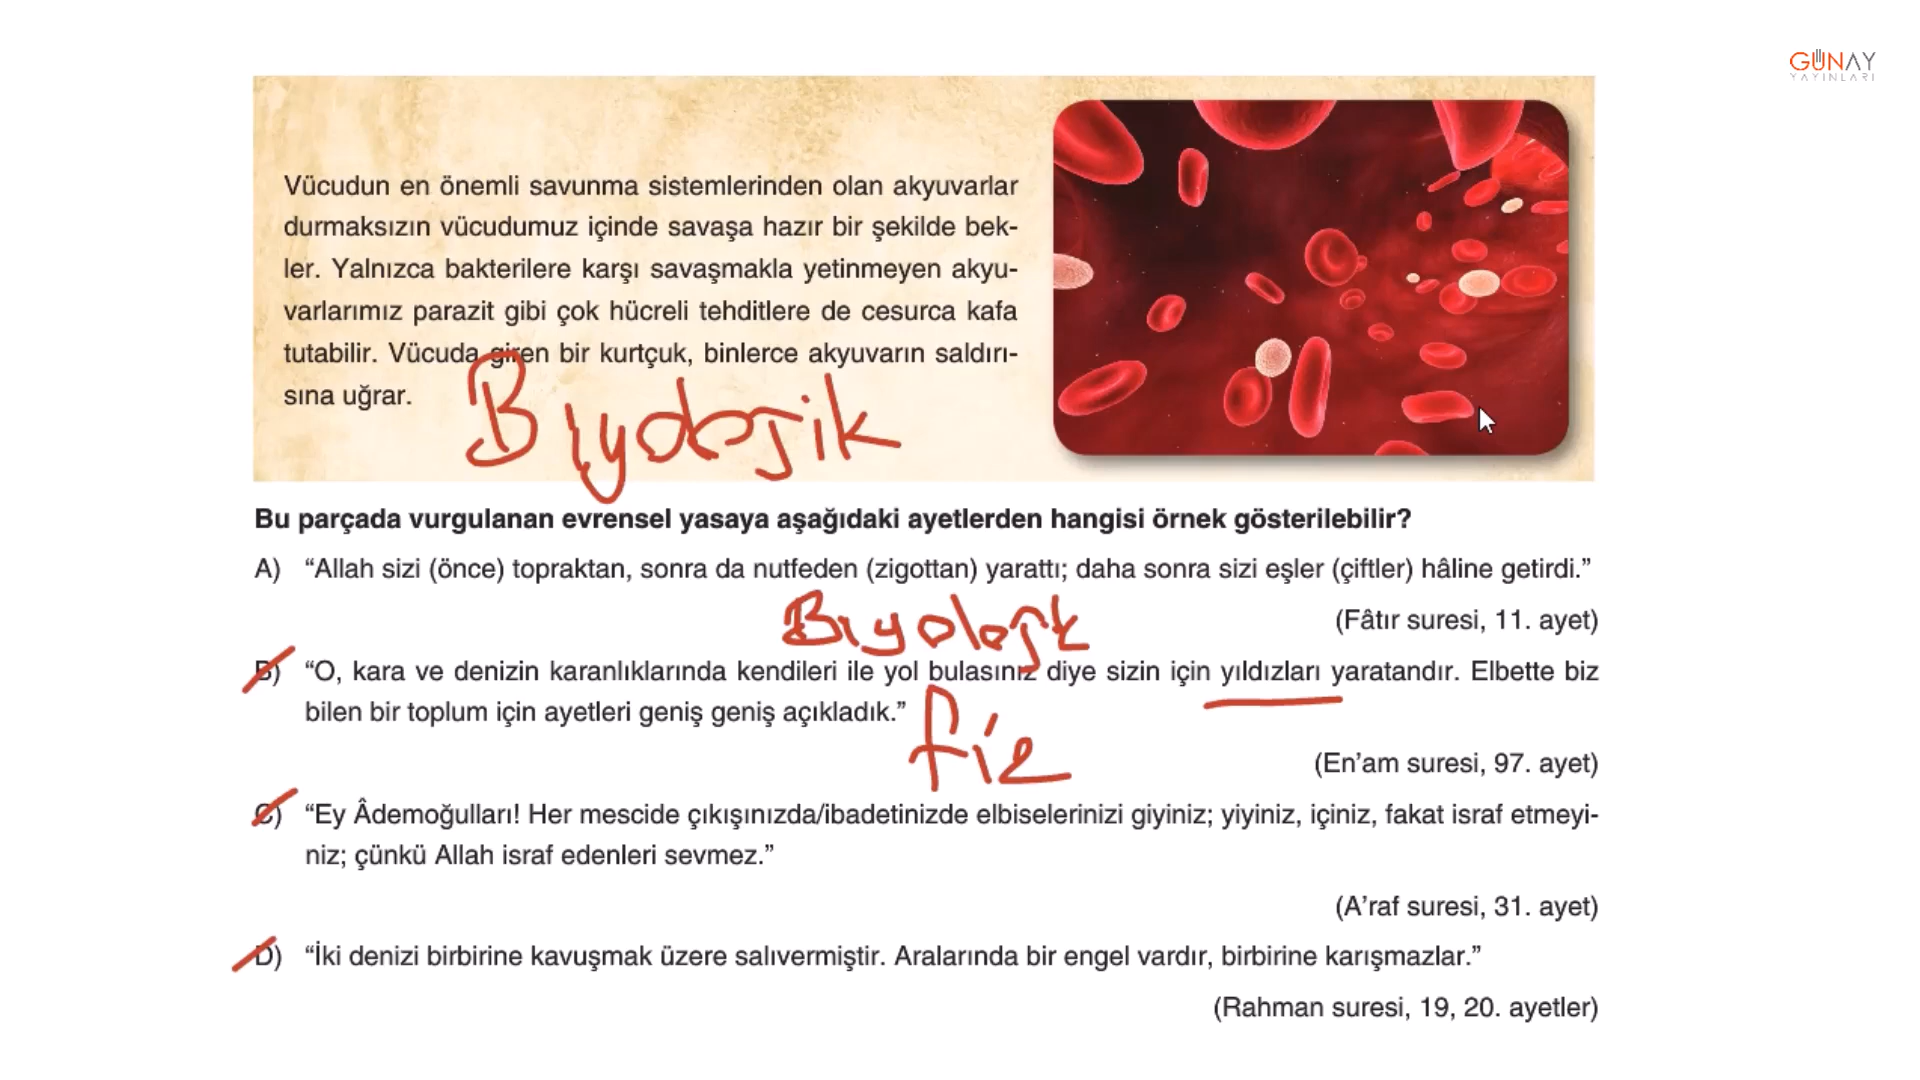 GÜNAY
YAYINLARI
Vücudun en önemli savunma sistemlerinden olan akyuvarlar
durmaksızın vücudumuz içinde savaşa hazır bir şekilde bek-
ler. Yalnızca bakterilere karşı savaşmakla yetinmeyen akyu-
varlarımız parazit gibi çok hücreli tehditlere de cesurca kafa
tutabilir. Vücuda giren bir kurtçuk, binlerce akyuvarın saldırı-
sına uğrar.
Biyolojik
Bu parçada vurgulanan evrensel yasaya aşağıdaki ayetlerden hangisi örnek gösterilebilir?
A) “Allah sizi (önce) topraktan, sonra da nutfeden (zigottan) yarattı; daha sonra sizi eşler (çiftler) hâline getirdi.”
Biyolojik
(Fâtır suresi, 11. ayet)
B) “O, kara ve denizin karanlıklarında kendileri ile yol bulasınız diye sizin için yıldızları yaratandır. Elbette biz
bilen bir toplum için ayetleri geniş geniş açıkladık.”
fiz
(En’am suresi, 97. ayet)
C) “Ey Âdemoğulları! Her mescide çıkışınızda/ibadetinizde elbiselerinizi giyiniz; yiyiniz, içiniz, fakat israf etmeyi-
niz; çünkü Allah israf edenleri sevmez.”
(A’raf suresi, 31. ayet)
D) “İki denizi birbirine kavuşmak üzere salıvermiştir. Aralarında bir engel vardır, birbirine karışmazlar.”
(Rahman suresi, 19, 20. ayetler)